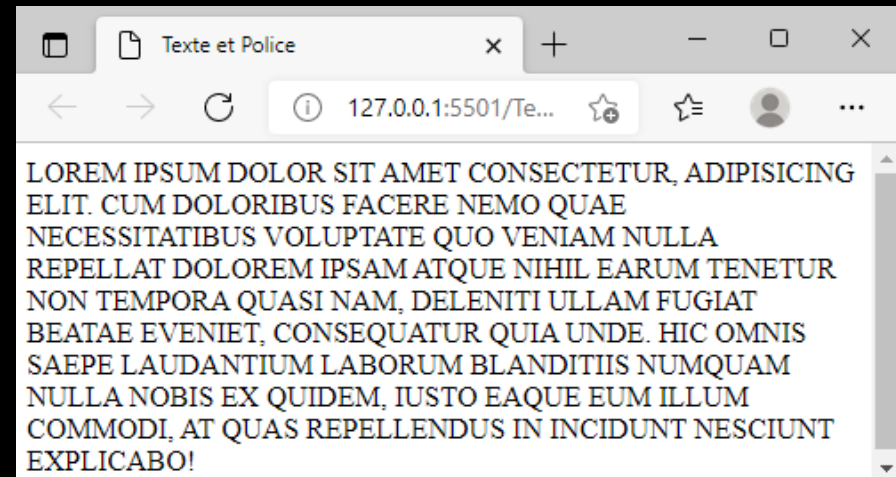 Texte et Police
127.0.0.1:5501/Te...
LOREM IPSUM DOLOR SIT AMET CONSECTETUR, ADIPISICING
ELIT. CUM DOLORIBUS FACERE NEMO QUAE
NECESSITATIBUS VOLUPTATE QUO VENIAM NULLA
REPELLAT DOLOREM IPSAM ATQUE NIHIL EARUM TENETUR
NON TEMPORA QUASI NAM, DELENITI ULLAM FUGIAT
BEATAE EVENIET, CONSEQUATUR QUIA UNDE. HIC OMNIS
SAEPE LAUDANTIUM LABORUM BLANDITIIS NUMQUAM
NULLA NOBIS EX QUIDEM, IUSTO EAQUE EUM ILLUM
COMMODI, AT QUAS REPELLENDUS IN INCIDUNT NESCIUNT
EXPLICABO!